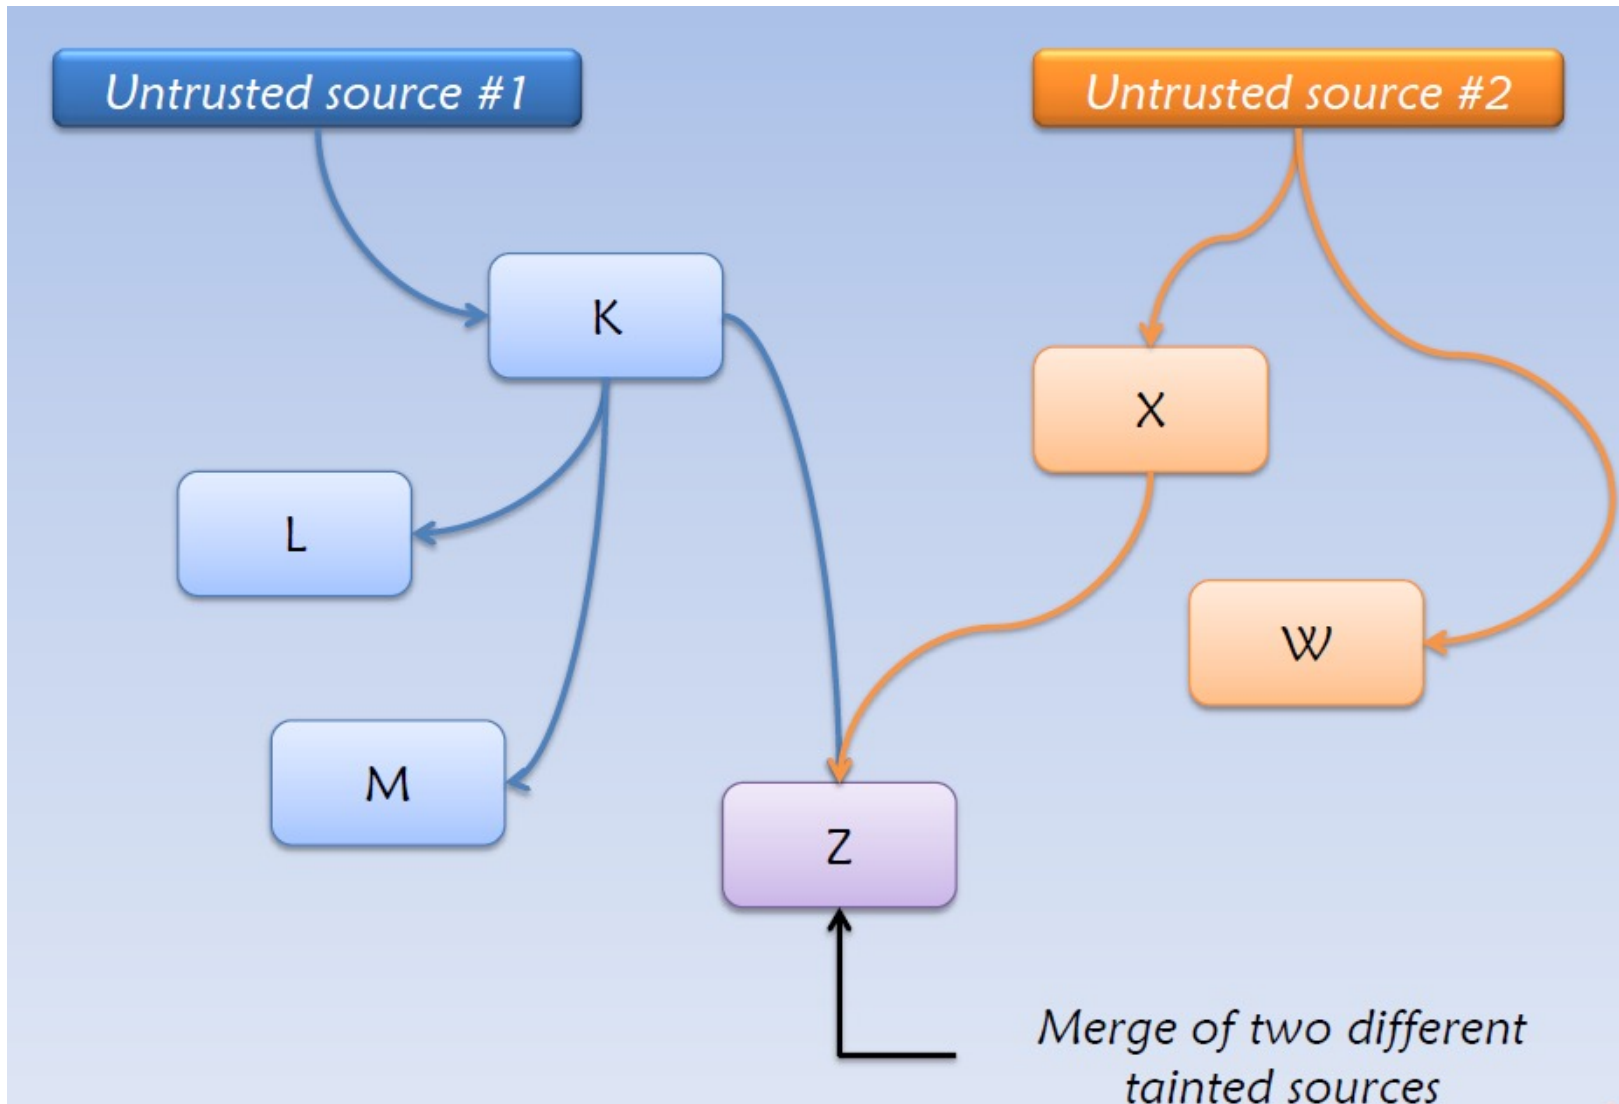 Untrusted source #1
Untrusted source #2
K
X
L
W
M
Z
Merge of two different
tainted sources